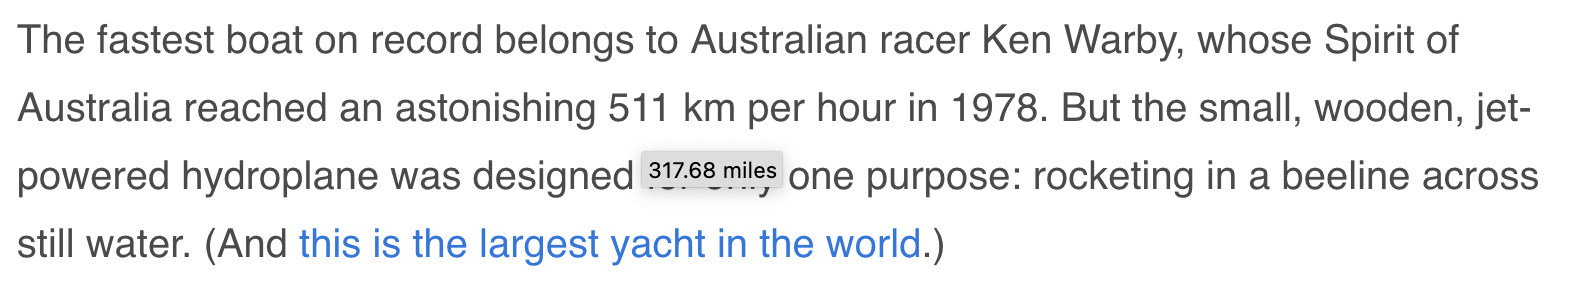 The fastest boat on record belongs to Australian racer Ken Warby, whose Spirit of
Australia reached an astonishing 511 km per hour in 1978. But the small, wooden, jet-
powered hydroplane was designed 317.68 miles one purpose: rocketing in a beeline across
still water. (And this is the largest yacht in the world.)